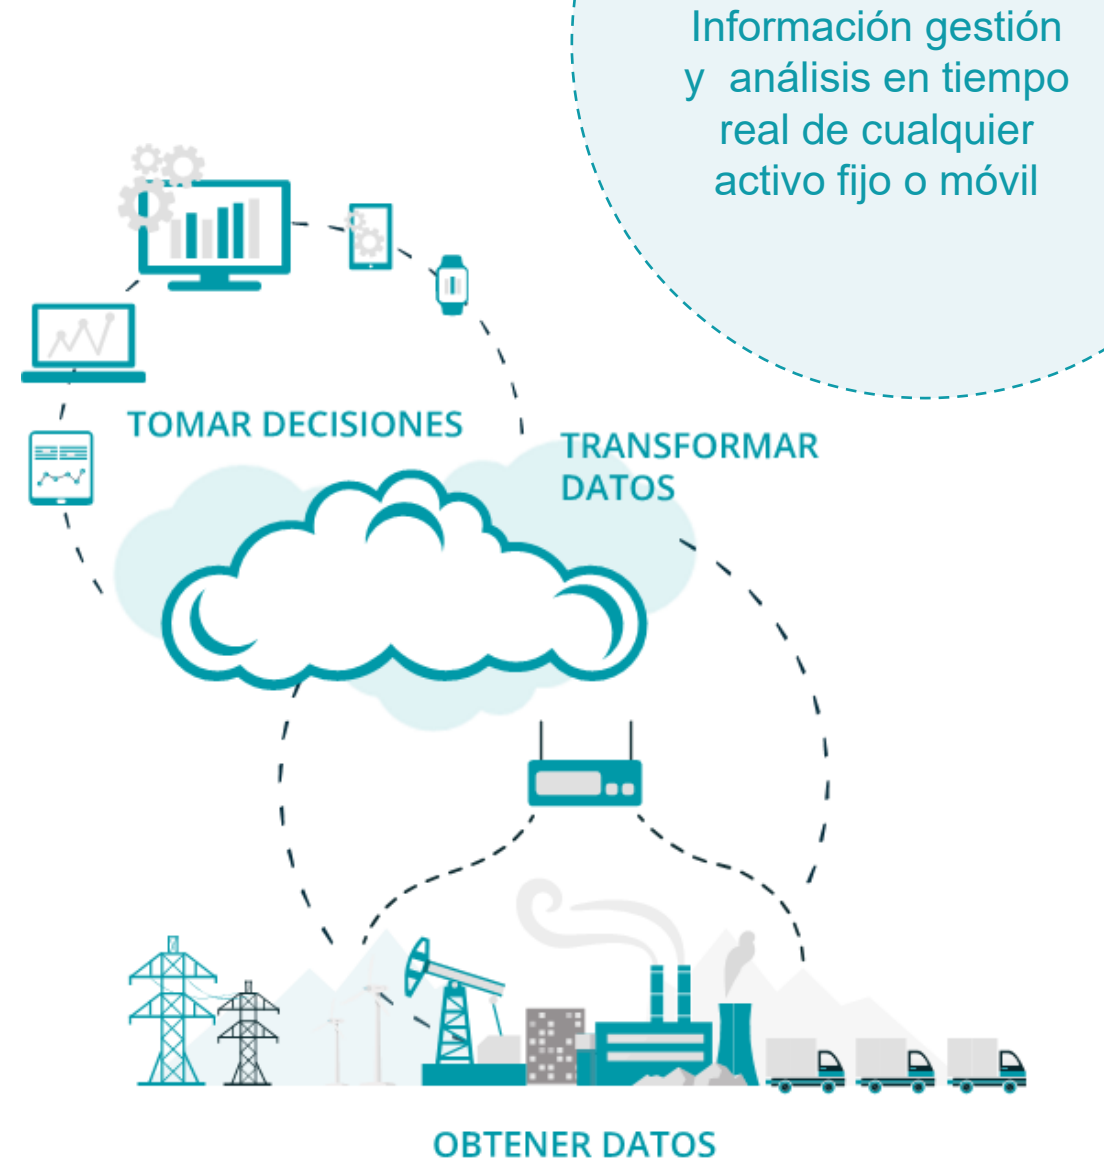 Información gestión
y análisis en tiempo
real de cualquier
activo fijo o móvil
TOMAR DECISIONES
TRANSFORMAR
DATOS
OBTENER DATOS